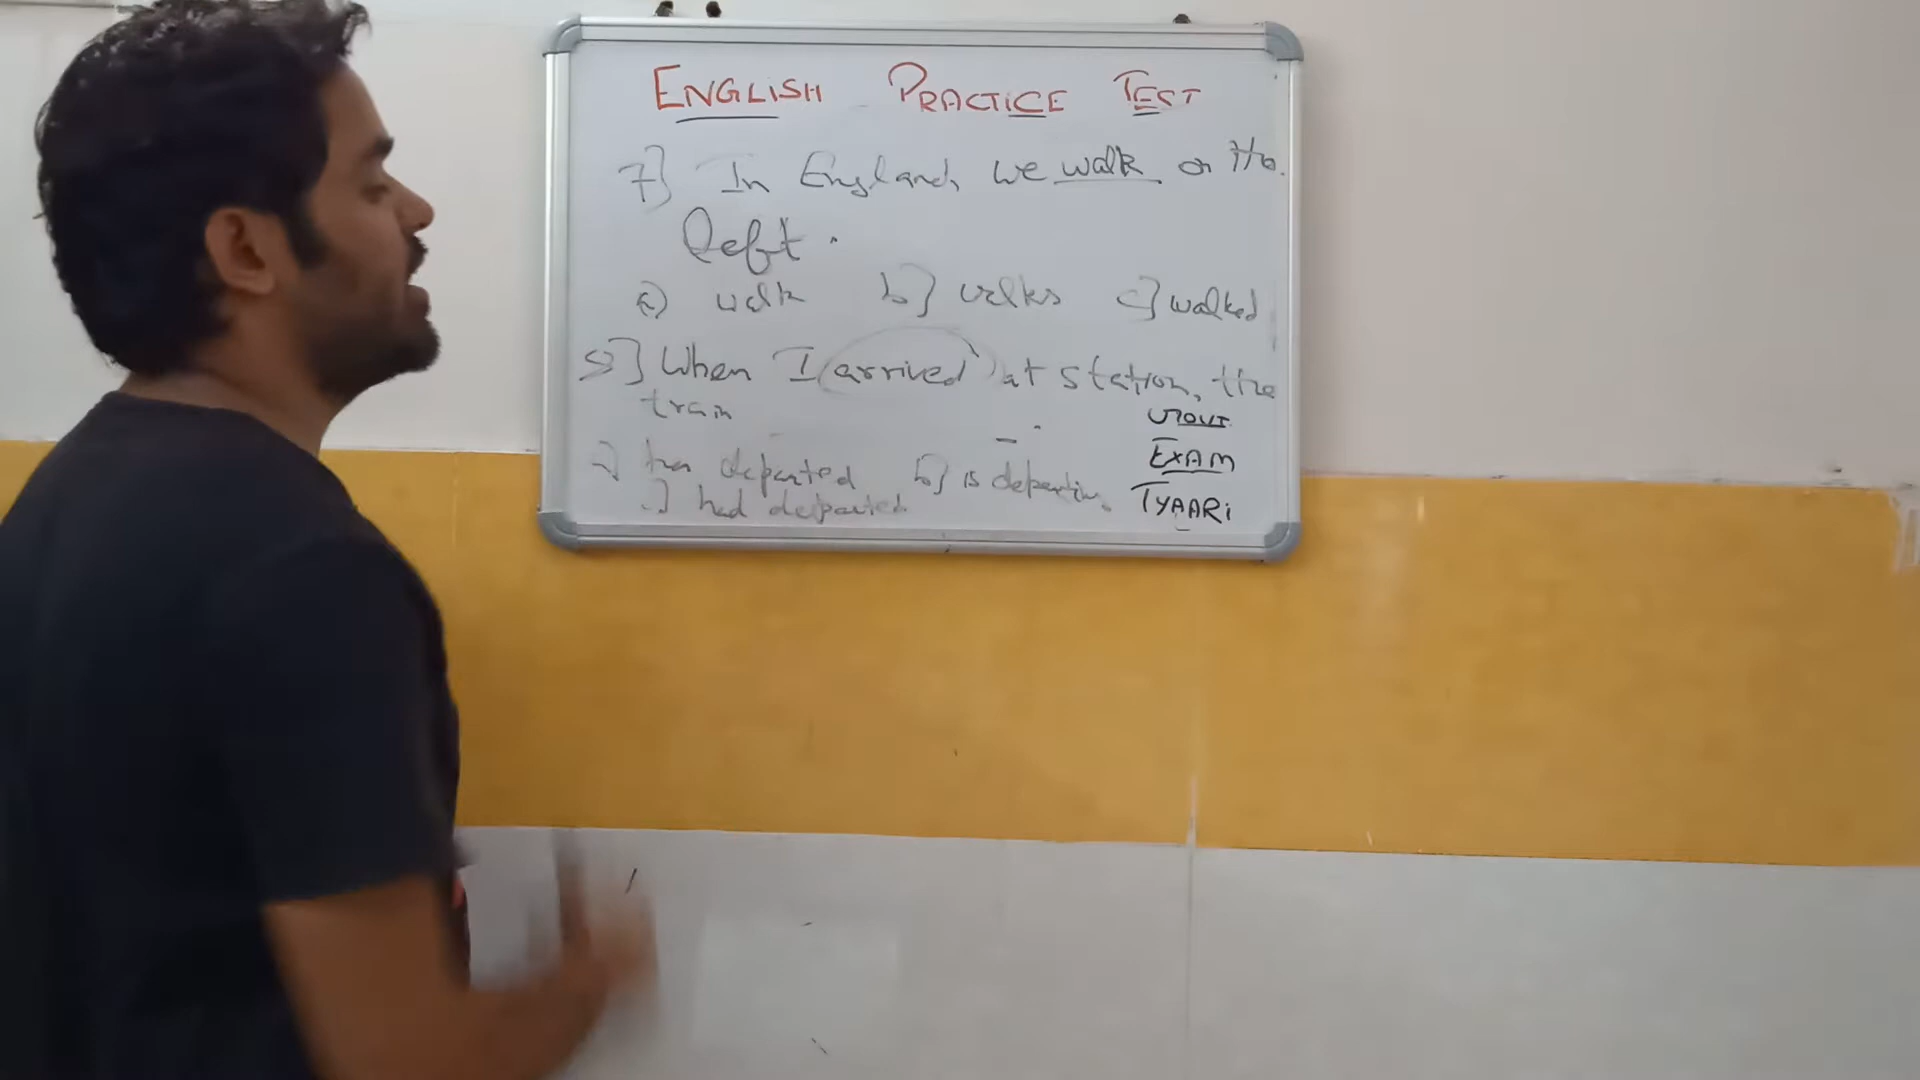 ENGLISH PRACTICE TEST
7] In England, we walk on the
left.
a) walk b] walks c] walked
8] When I arrived at station, the
train
a] has departed b] is departing
c] had departed
EXAM
TYAARi